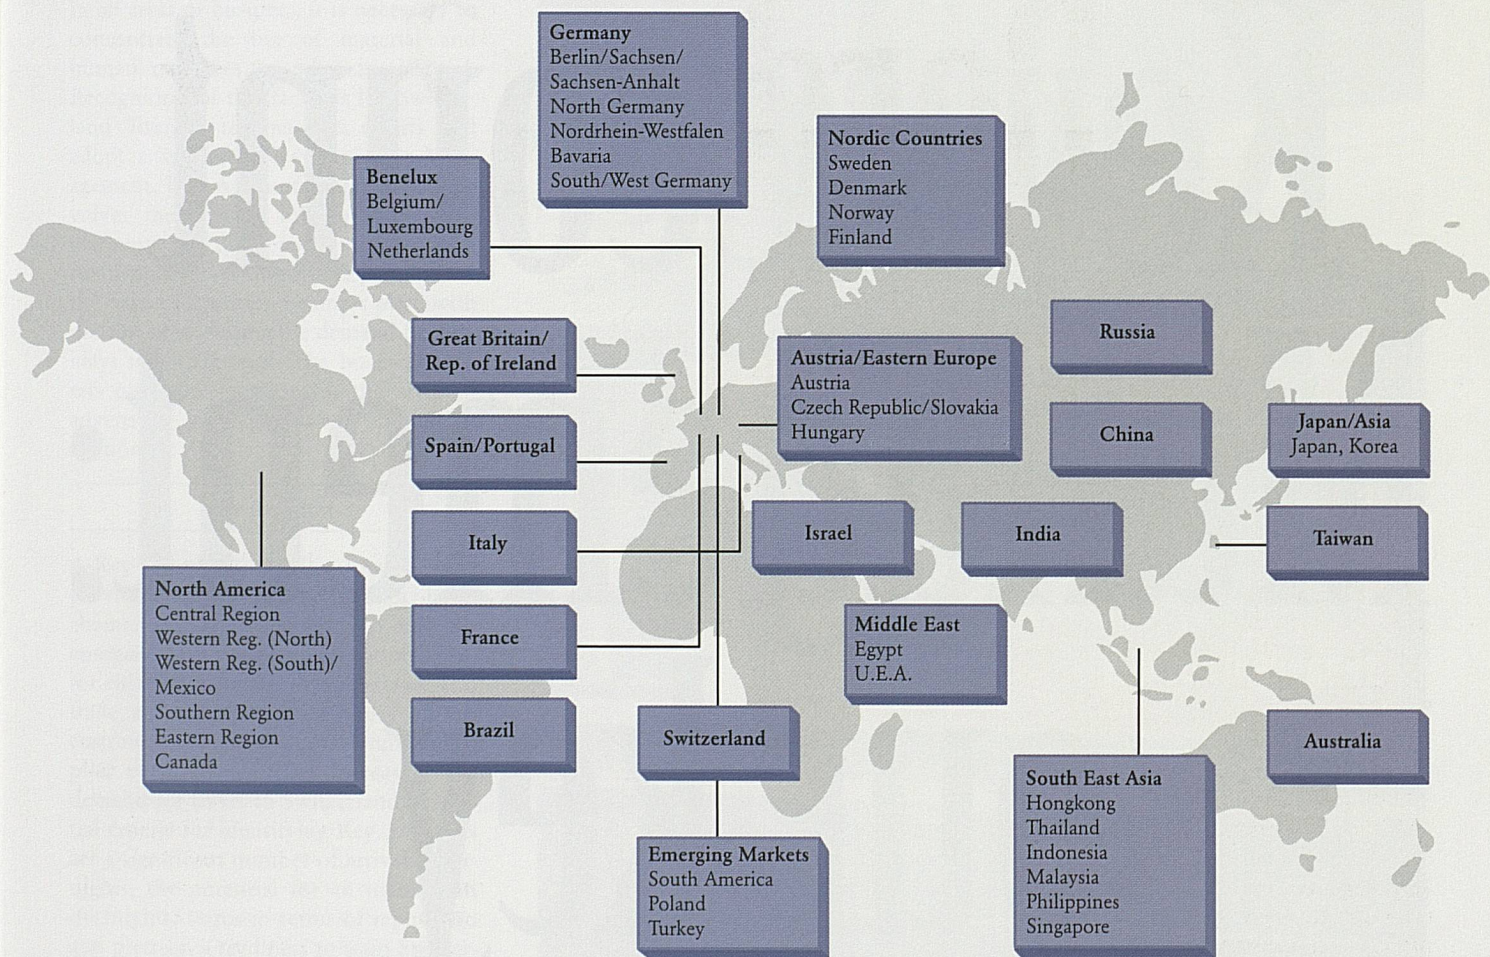 Germany
Berlin/Sachsen/
Sachsen-Anhalt
North Germany
Nordrhein-Westfalen
Bavaria
South/West Germany
Nordic Countries
Sweden
Denmark
Norway
Finland
Benelux
Belgium/
Luxembourg
Netherlands
Great Britain/
Rep. of Ireland
Austria/Eastern Europe
Austria
Czech Republic/Slovakia
Hungary
Russia
Spain/Portugal
China
Japan/Asia
Japan, Korea
Italy
Israel
India
Taiwan
North America
Central Region
Western Reg. (North)
Western Reg. (South)/
Mexico
Southern Region
Eastern Region
Canada
France
Middle East
Egypt
U.E.A.
Brazil
Switzerland
Australia
South East Asia
Hongkong
Thailand
Indonesia
Malaysia
Philippines
Singapore
Emerging Markets
South America
Poland
Turkey